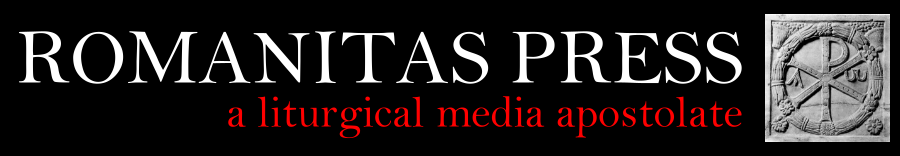 ROMANITAS PRESS
a liturgical media apostolate